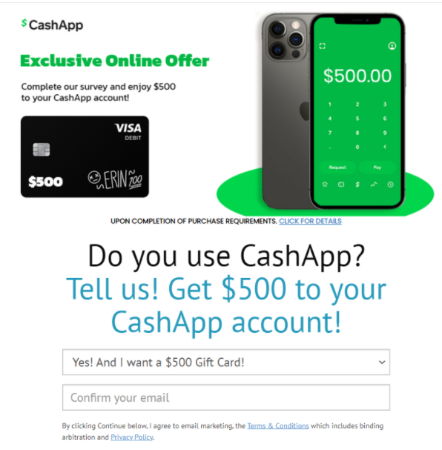 $ CashApp
Exclusive Online Offer
Complete our survey and enjoy $500
to your CashApp account!
VISA
DEBIT
$500
ERIN
$500.00
1 2 3
4 5 6
7 8 9
. 0 <
Request Pay
UPON COMPLETION OF PURCHASE REQUIREMENTS. CLICK FOR DETAILS
Do you use CashApp?
Tell us! Get $500 to your
CashApp account!
Yes! And I want a $500 Gift Card!
Confirm your email
By clicking Continue below, I agree to email marketing, the Terms & Conditions which includes binding
arbitration and Privacy Policy.